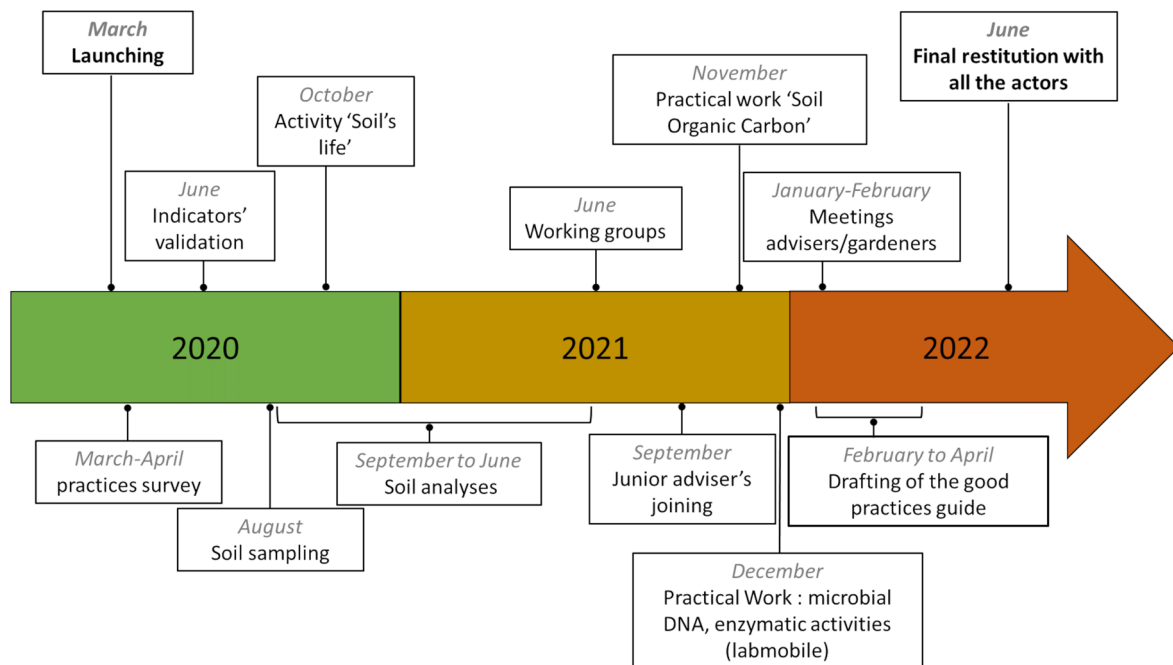 March
Launching
October
Activity ‘Soil’s
life’
June
Indicators’
validation
June
Working groups
November
Practical work ‘Soil
Organic Carbon’
January-February
Meetings
advisers/gardeners
June
Final restitution with
all the actors
2020
2021
2022
March-April
practices survey
August
Soil sampling
September to June
Soil analyses
September
Junior adviser’s
joining
December
Practical Work : microbial
DNA, enzymatic activities
(labmobile)
February to April
Drafting of the good
practices guide